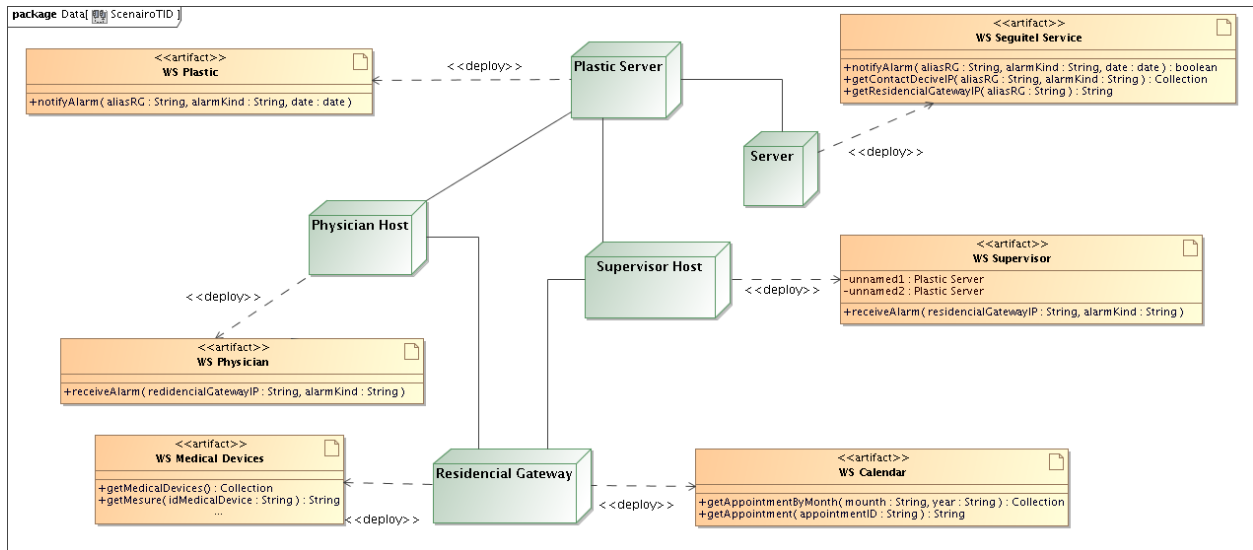 package Data[ ScenairoTID ]
<<artifact>>
WS Plastic
+notifyAlarm( aliasRG : String, alarmKind : String, date : date )
<<deploy>>
Plastic Server
<<artifact>>
WS Seguitel Service
+notifyAlarm( aliasRG : String, alarmKind : String, date : date ) : boolean
+getContactDeciveIP( aliasRG : String, alarmKind : String ) : Collection
+getResidencialGatewayIP( aliasRG : String ) : String
Server
<<deploy>>
Physician Host
<<deploy>>
Supervisor Host
<<deploy>>
<<artifact>>
WS Supervisor
-unnamed1 : Plastic Server
-unnamed2 : Plastic Server
+receiveAlarm( residencialGatewayIP : String, alarmKind : String )
<<artifact>>
WS Physician
+receiveAlarm( redidencialGatewayIP : String, alarmKind : String )
<<artifact>>
WS Medical Devices
+getMedicalDevices() : Collection
+getMesure( idMedicalDevice : String ) : String
...
<<deploy>>
Residencial Gateway
<<deploy>>
<<artifact>>
WS Calendar
+getAppointmentByMonth( mounth : String, year : String ) : Collection
+getAppointment( appointmentID : String ) : String